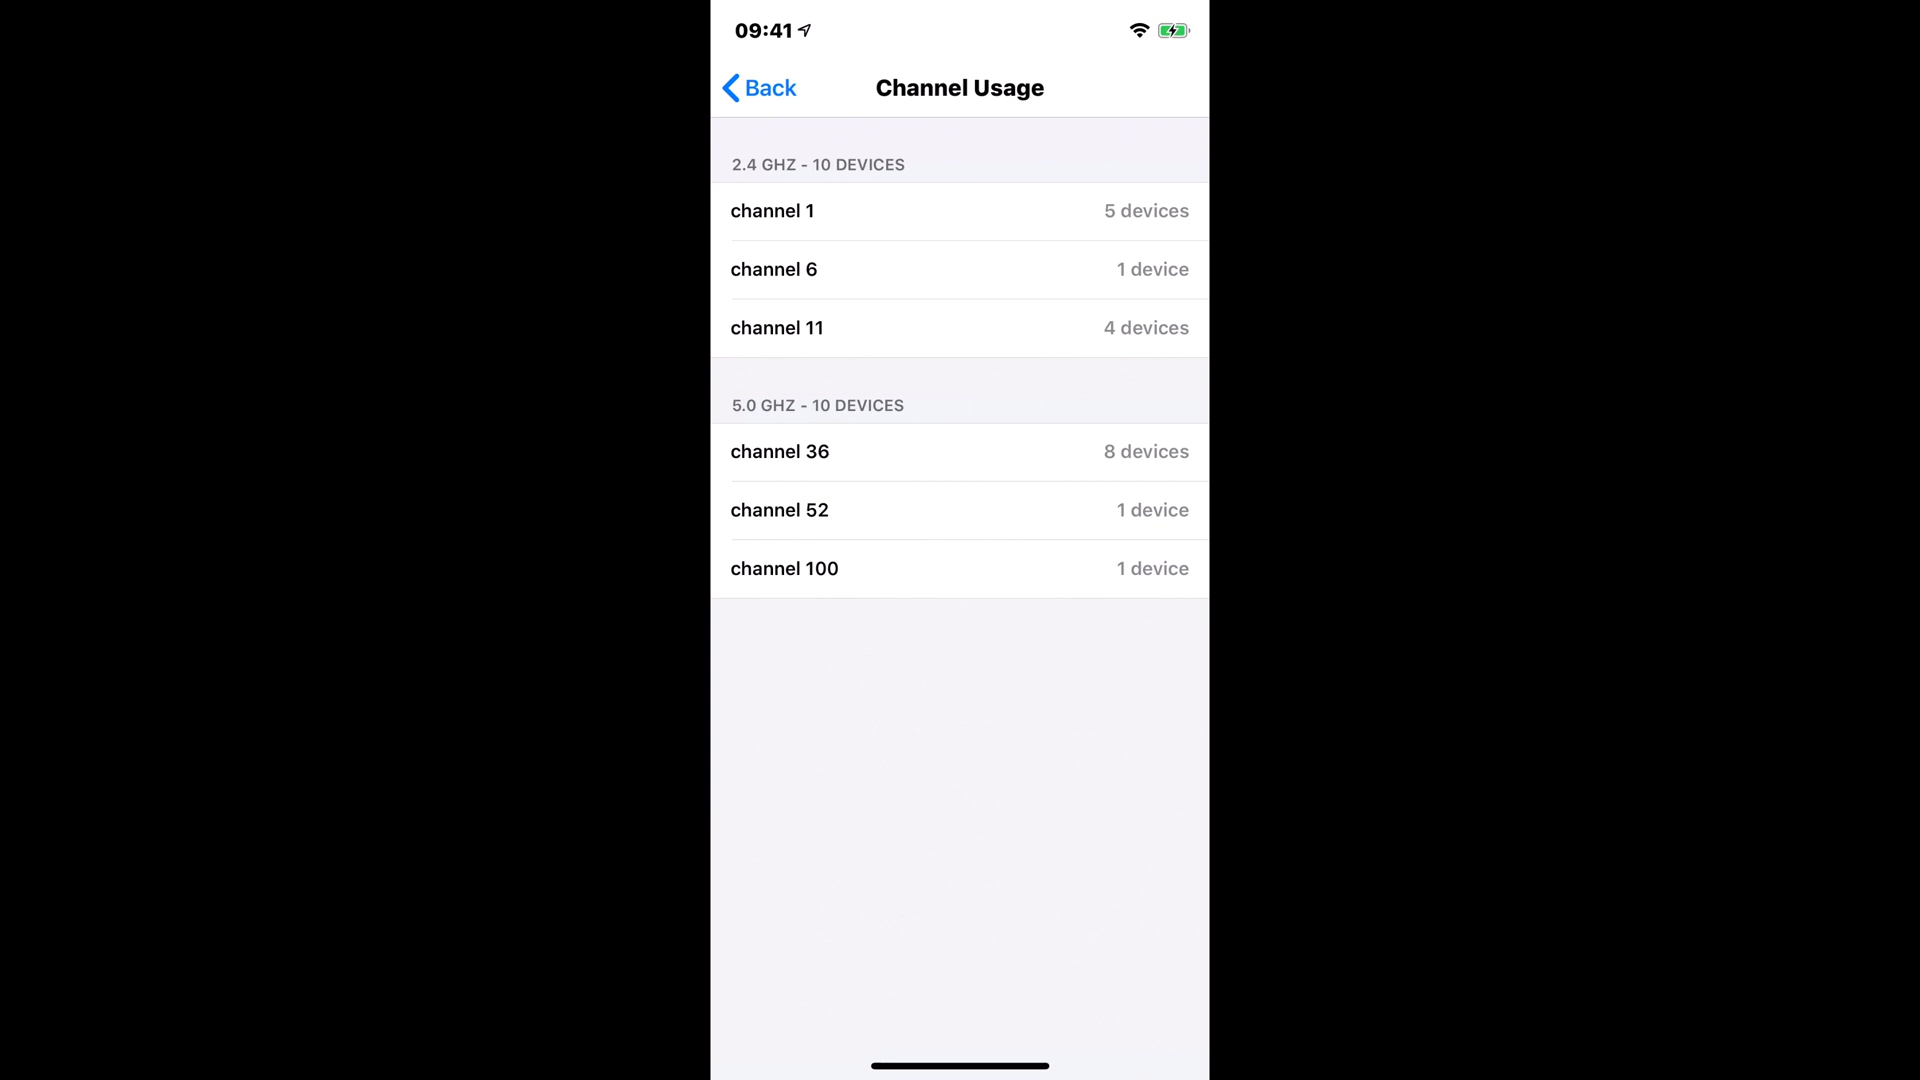 09:41
Back
Channel Usage
2.4 GHZ - 10 DEVICES
channel 1 5 devices
channel 6 1 device
channel 11 4 devices
5.0 GHZ - 10 DEVICES
channel 36 8 devices
channel 52 1 device
channel 100 1 device